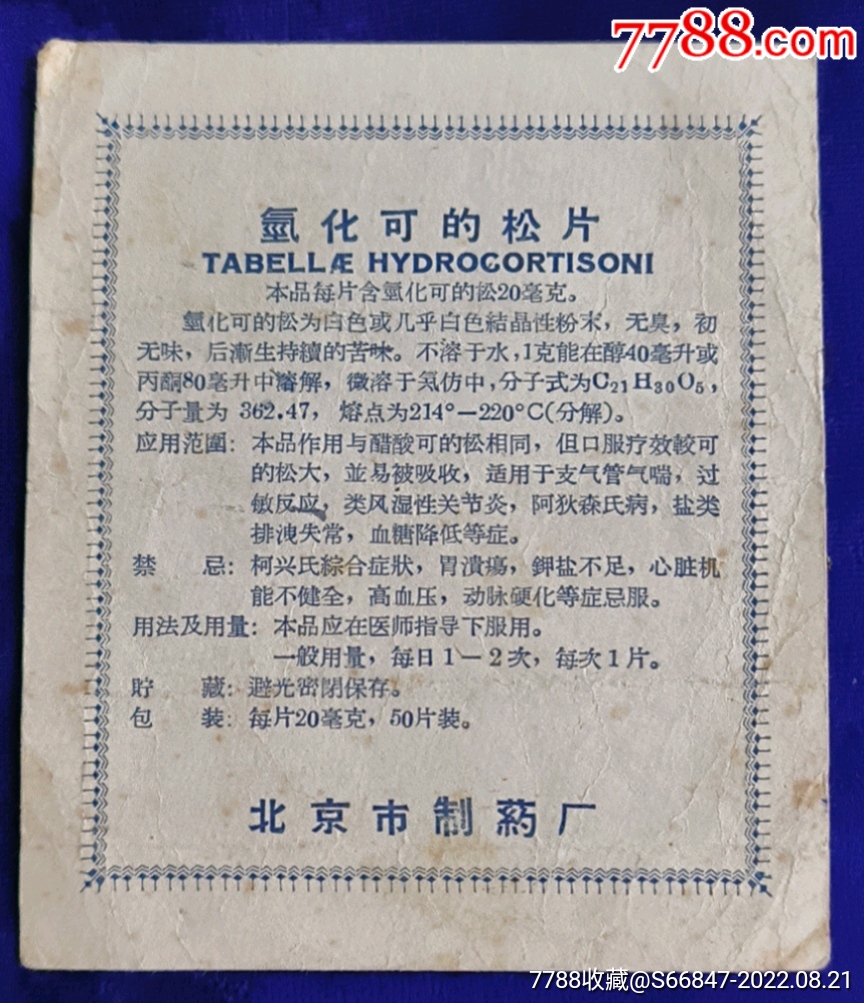 7788.com
氫化可的松片
TABELLÆ HYDROCORTISONI
本品每片含氫化可的松20毫克。
氫化可的松为白色或几乎白色結晶性粉末，无臭，初
无味，后漸生持續的苦味。不溶于水，1克能在醇40毫升或
丙酮80毫升中溶解，微溶于氯仿中，分子式为C₂₁H₃₀O₅，
分子量为 362.47， 熔点为214°—220°C(分解)。
应用范圍：本品作用与醋酸可的松相同，但口服疗效較可
的松大，並易被吸收，适用于支气管气喘，过
敏反应，类风湿性关节炎，阿狄森氏病，盐类
排洩失常，血糖降低等症。
禁 忌：柯兴氏綜合症狀，胃潰瘍，鉀盐不足，心脏机
能不健全，高血压，动脉硬化等症忌服。
用法及用量：本品应在医师指导下服用。
一般用量，每日1—2次，每次1片。
貯 藏：避光密閉保存。
包 装：每片20毫克，50片装。
北京市制葯厂
7788收藏@S66847-2022.08.21